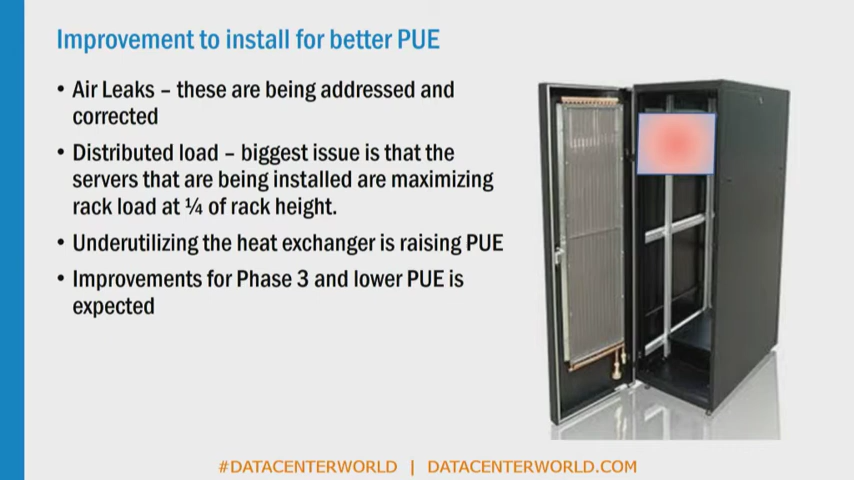 Improvement to install for better PUE
• Air Leaks – these are being addressed and
corrected
• Distributed load – biggest issue is that the
servers that are being installed are maximizing
rack load at ¼ of rack height.
• Underutilizing the heat exchanger is raising PUE
• Improvements for Phase 3 and lower PUE is
expected
#DATACENTERWORLD | DATACENTERWORLD.COM